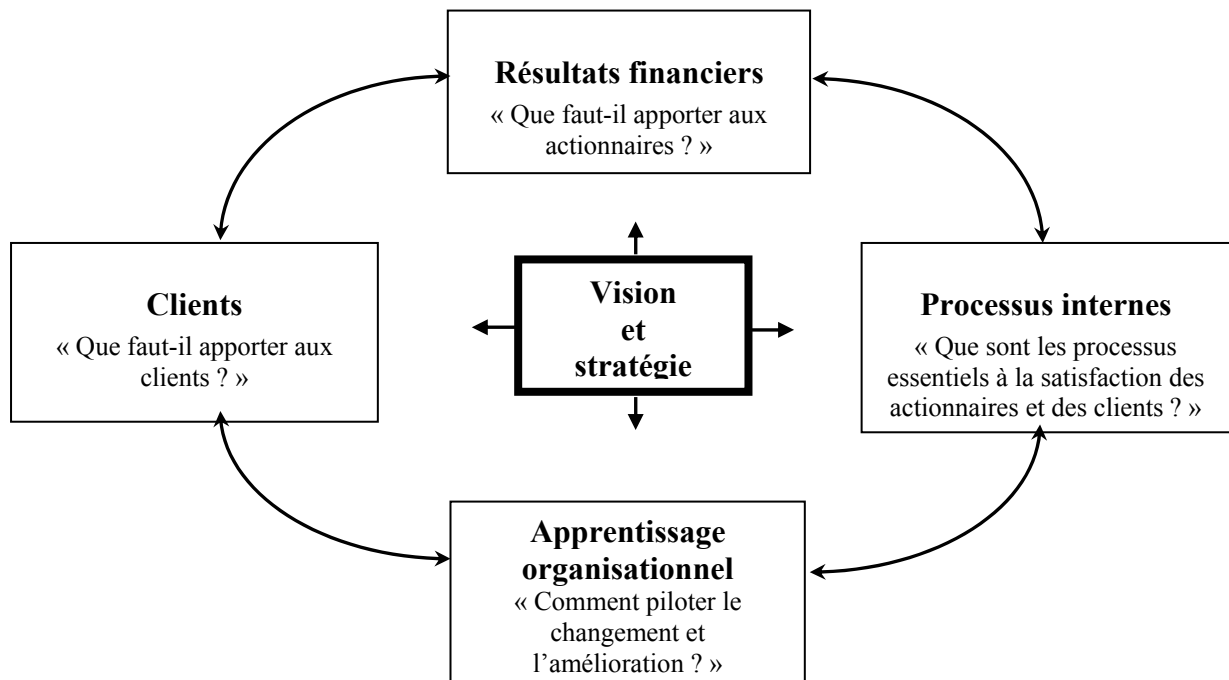 Résultats financiers
« Que faut-il apporter aux
actionnaires ? »
Clients
« Que faut-il apporter aux
clients ? »
Vision
et
stratégie
Processus internes
« Que sont les processus
essentiels à la satisfaction des
actionnaires et des clients ? »
Apprentissage
organisationnel
« Comment piloter le
changement et
l’amélioration ? »